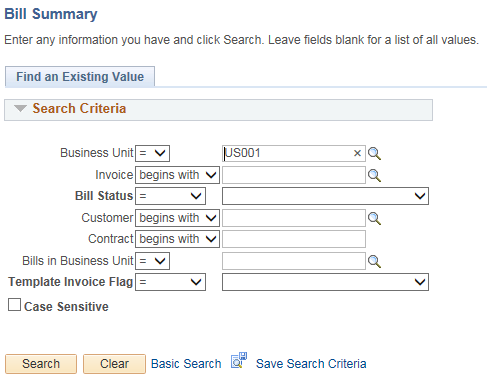 Bill Summary
Enter any information you have and click Search. Leave fields blank for a list of all values.
Find an Existing Value
Search Criteria
Business Unit = US001 ×
Invoice begins with
Bill Status =
Customer begins with
Contract begins with
Bills in Business Unit =
Template Invoice Flag =
Case Sensitive
Search Clear Basic Search Save Search Criteria